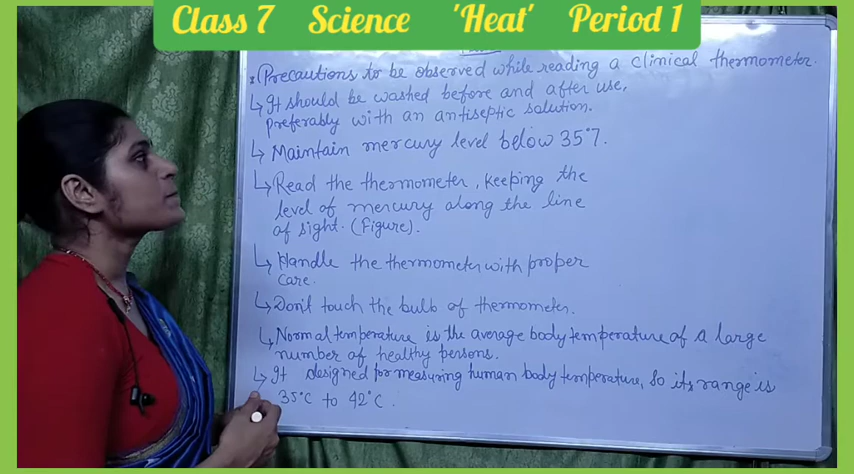 Class 7 Science 'Heat' Period 1
Precautions to be observed while reading a clinical thermometer.
↳ It should be washed before and after use,
preferably with an antiseptic solution.
↳ Maintain mercury level below 35°7.
↳ Read the thermometer, keeping the
level of mercury along the line
of sight. (Figure).
↳ Handle the thermometer with proper
care.
↳ Don't touch the bulb of thermometer.
↳ Normal temperature is the average body temperature of a large
number of healthy persons.
↳ It designed for measuring human body temperature, so its range is
35°C to 42°C.